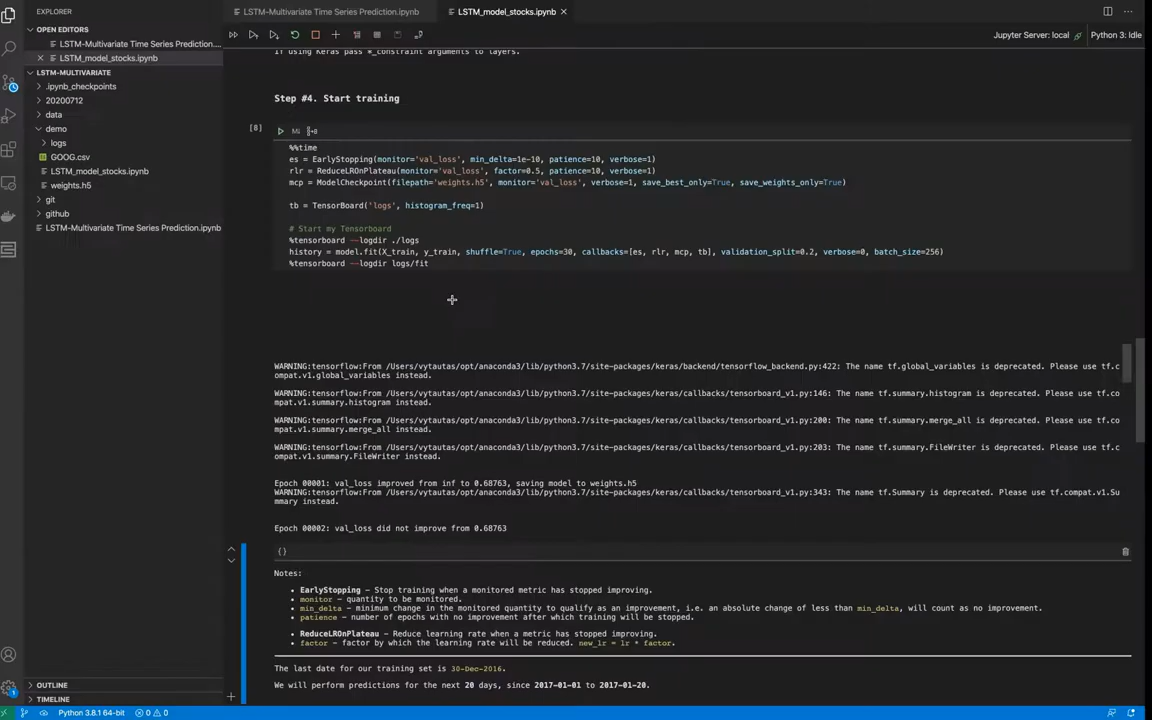 EXPLORER
OPEN EDITORS
LSTM-Multivariate Time Series Prediction....
LSTM_model_stocks.ipynb
LSTM-MULTIVARIATE
.ipynb_checkpoints
20200712
data
demo
logs
GOOG.csv
LSTM_model_stocks.ipynb
weights.h5
git
github
LSTM-Multivariate Time Series Prediction.ipynb
OUTLINE
TIMELINE
LSTM-Multivariate Time Series Prediction.ipynb
LSTM_model_stocks.ipynb
Jupyter Server: local
Python 3: Idle
if using Keras pass *_constraint arguments to layers.
Step #4. Start training
[8]
M↓
%%time
es = EarlyStopping(monitor='val_loss', min_delta=1e-10, patience=10, verbose=1)
rlr = ReduceLROnPlateau(monitor='val_loss', factor=0.5, patience=10, verbose=1)
mcp = ModelCheckpoint(filepath='weights.h5', monitor='val_loss', verbose=1, save_best_only=True, save_weights_only=True)
tb = TensorBoard('logs', histogram_freq=1)
# Start my Tensorboard
%tensorboard --logdir ./logs
history = model.fit(X_train, y_train, shuffle=True, epochs=30, callbacks=[es, rlr, mcp, tb], validation_split=0.2, verbose=0, batch_size=256)
%tensorboard --logdir logs/fit
WARNING:tensorflow:From /Users/vytautas/opt/anaconda3/lib/python3.7/site-packages/keras/backend/tensorflow_backend.py:422: The name tf.global_variables is deprecated. Please use tf.c
ompat.v1.global_variables instead.
WARNING:tensorflow:From /Users/vytautas/opt/anaconda3/lib/python3.7/site-packages/keras/callbacks/tensorboard_v1.py:146: The name tf.summary.histogram is deprecated. Please use tf.co
mpat.v1.summary.histogram instead.
WARNING:tensorflow:From /Users/vytautas/opt/anaconda3/lib/python3.7/site-packages/keras/callbacks/tensorboard_v1.py:200: The name tf.summary.merge_all is deprecated. Please use tf.co
mpat.v1.summary.merge_all instead.
WARNING:tensorflow:From /Users/vytautas/opt/anaconda3/lib/python3.7/site-packages/keras/callbacks/tensorboard_v1.py:203: The name tf.summary.FileWriter is deprecated. Please use tf.c
ompat.v1.summary.FileWriter instead.
Epoch 00001: val_loss improved from inf to 0.68763, saving model to weights.h5
WARNING:tensorflow:From /Users/vytautas/opt/anaconda3/lib/python3.7/site-packages/keras/callbacks/tensorboard_v1.py:343: The name tf.Summary is deprecated. Please use tf.compat.v1.Su
mmary instead.
Epoch 00002: val_loss did not improve from 0.68763
{}
Notes:
• EarlyStopping – Stop training when a monitored metric has stopped improving.
• monitor – quantity to be monitored.
• min_delta – minimum change in the monitored quantity to qualify as an improvement, i.e. an absolute change of less than min_delta, will count as no improvement.
• patience – number of epochs with no improvement after which training will be stopped.
• ReduceLROnPlateau – Reduce learning rate when a metric has stopped improving.
• factor – factor by which the learning rate will be reduced. new_lr = lr * factor.
The last date for our training set is 30-Dec-2016.
We will perform predictions for the next 20 days, since 2017-01-01 to 2017-01-20.
Python 3.8.1 64-bit
0
0